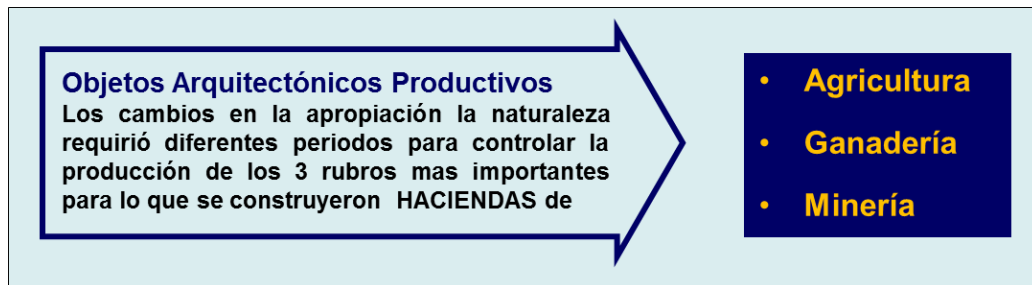 Objetos Arquitectónicos Productivos
Los cambios en la apropiación la naturaleza
requirió diferentes periodos para controlar la
producción de los 3 rubros mas importantes
para lo que se construyeron HACIENDAS de
• Agricultura
• Ganadería
• Minería